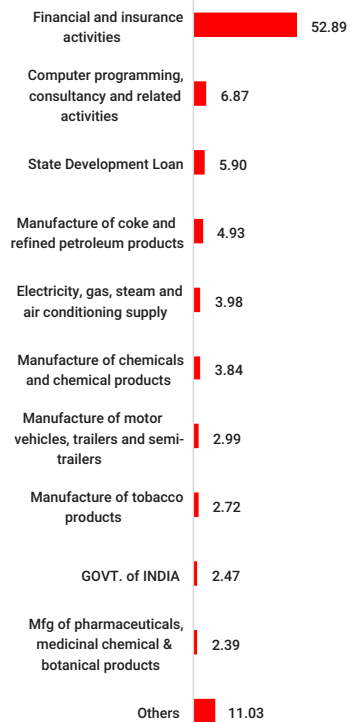 Financial and insurance
activities
52.89
Computer programming,
consultancy and related
activities
6.87
State Development Loan
5.90
Manufacture of coke and
refined petroleum products
4.93
Electricity, gas, steam and
air conditioning supply
3.98
Manufacture of chemicals
and chemical products
3.84
Manufacture of motor
vehicles, trailers and semi-
trailers
2.99
Manufacture of tobacco
products
2.72
GOVT. of INDIA
2.47
Mfg of pharmaceuticals,
medicinal chemical &
botanical products
2.39
Others
11.03